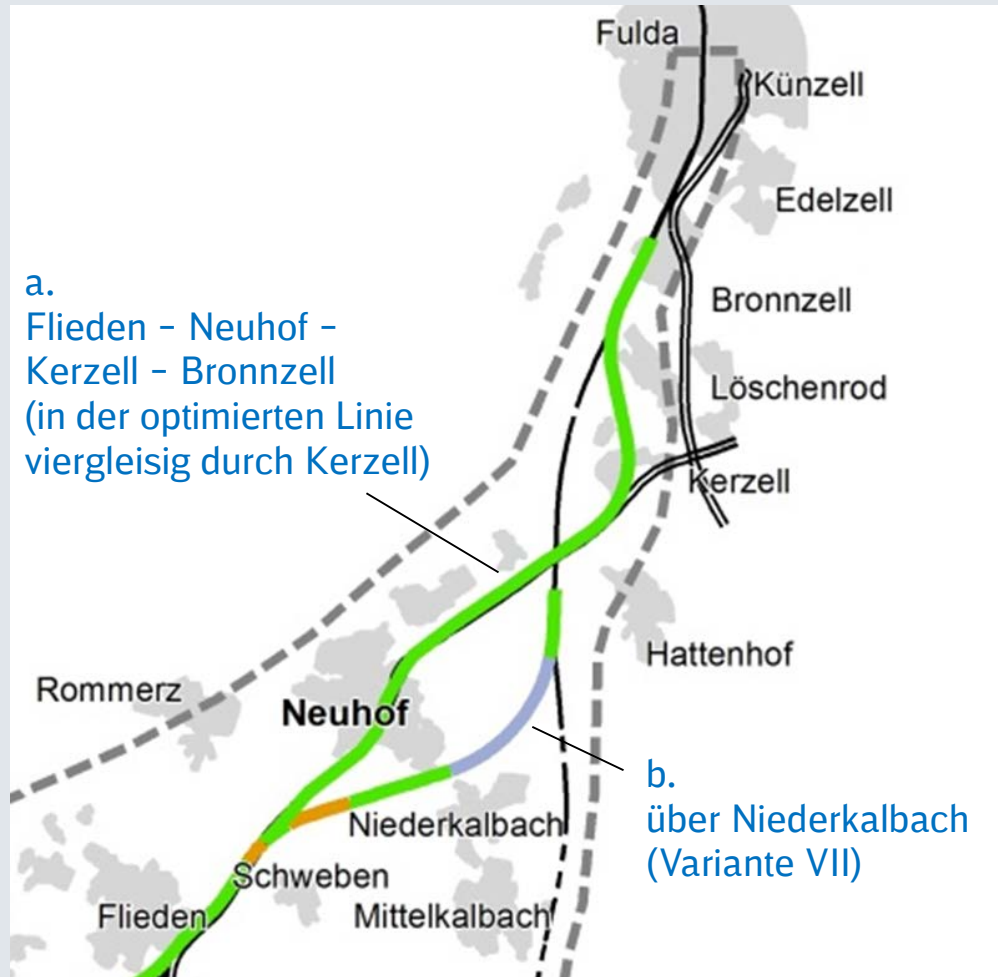 Fulda
Künzell
Edelzell
a.
Flieden – Neuhof –
Kerzell – Bronnzell
(in der optimierten Linie
viergleisig durch Kerzell)
Bronnzell
Löschenrod
Kerzell
Hattenhof
Rommerz
Neuhof
b.
über Niederkalbach
(Variante VII)
Niederkalbach
Schweben
Flieden
Mittelkalbach